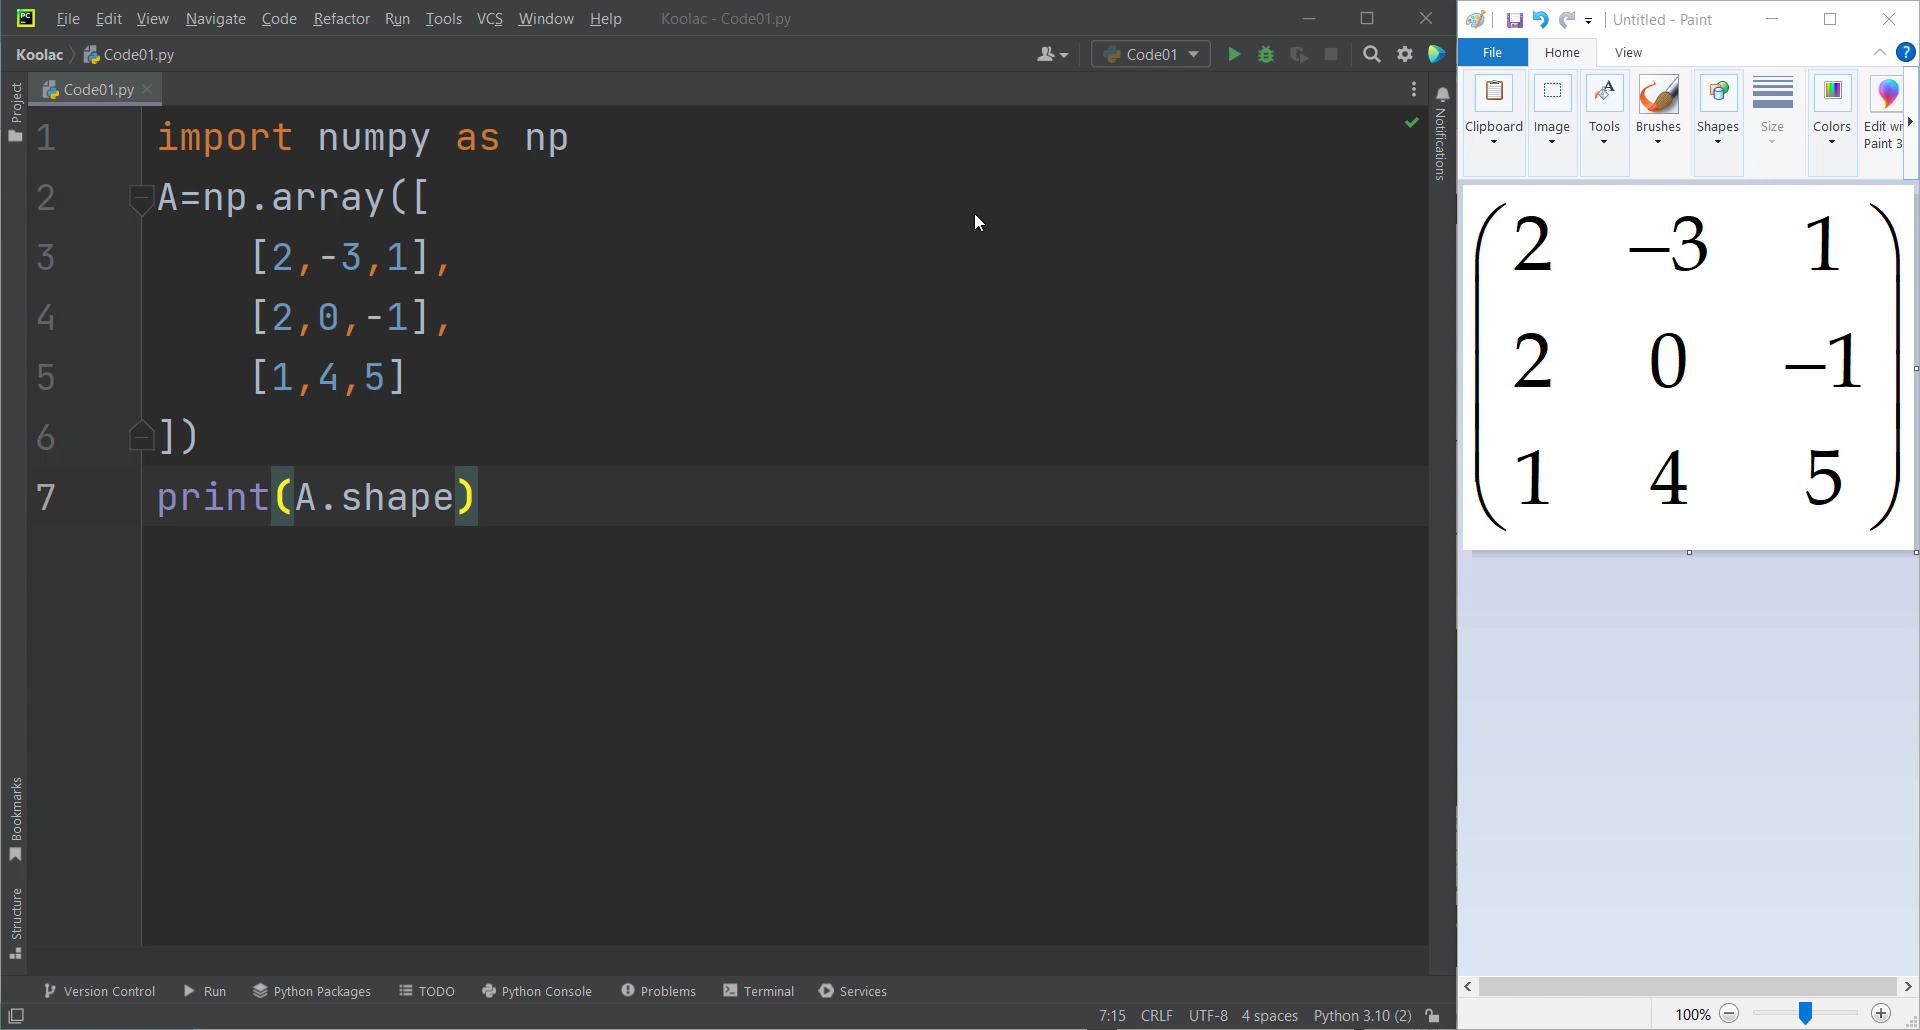 File Edit View Navigate Code Refactor Run Tools VCS Window Help Koolac - Code01.py
Koolac Code01.py Code01
Code01.py
Project
Notifications
1 import numpy as np
2 A=np.array([
3 [2,-3,1],
4 [2,0,-1],
5 [1,4,5]
6 ])
7 print(A.shape)
Bookmarks
Structure
Version Control Run Python Packages TODO Python Console Problems Terminal Services
7:15 CRLF UTF-8 4 spaces Python 3.10 (2)
Untitled - Paint
File Home View
Clipboard Image Tools Brushes Shapes Size Colors Edit wi
Paint 3
2 −3 1
2 0 −1
1 4 5
100%